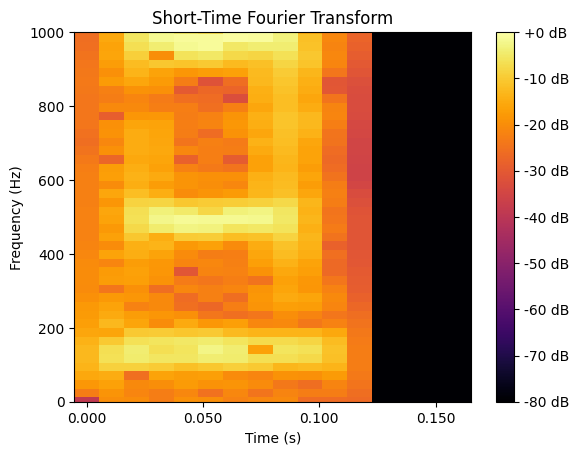 Short-Time Fourier Transform
Frequency (Hz)
1000
800
600
400
200
0
0.000
0.050
0.100
0.150
Time (s)
+0 dB
-10 dB
-20 dB
-30 dB
-40 dB
-50 dB
-60 dB
-70 dB
-80 dB